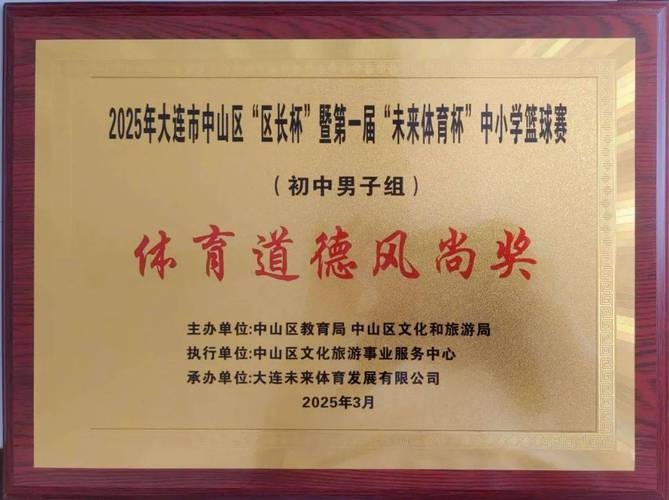 2025年大连市中山区“区长杯”暨第一届“未来体育杯”中小学篮球赛
（初中男子组）
体育道德风尚奖
主办单位:中山区教育局 中山区文化和旅游局
执行单位:中山区文化旅游事业服务中心
承办单位:大连未来体育发展有限公司
2025年3月